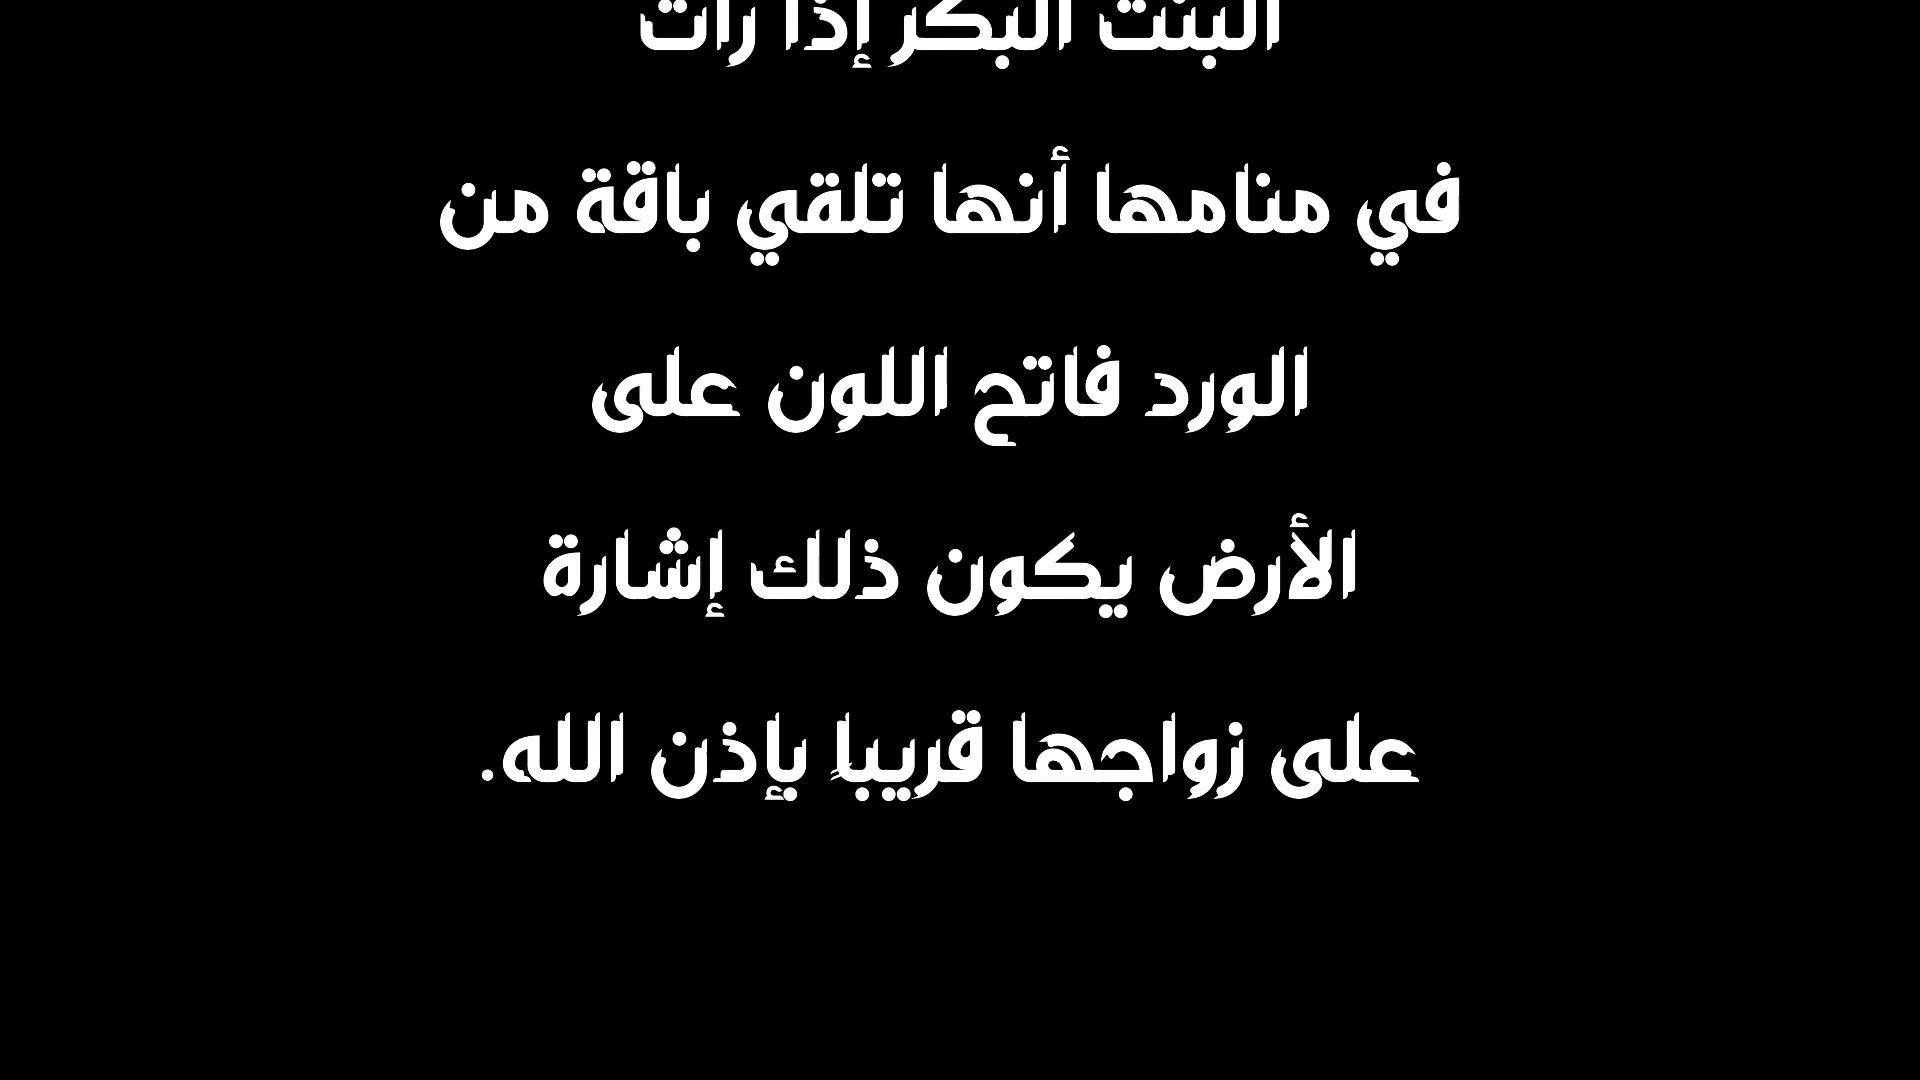 البنت البكر إذا رأت
في منامها أنها تلقي باقة من
الورد فاتح اللون على
الأرض يكون ذلك إشارة
على زواجها قريباً بإذن الله.